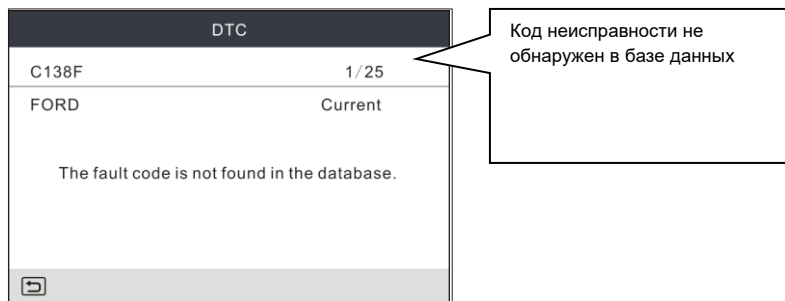 DTC
C138F 1/25
FORD Current
The fault code is not found in the database.
Код неисправности не
обнаружен в базе данных